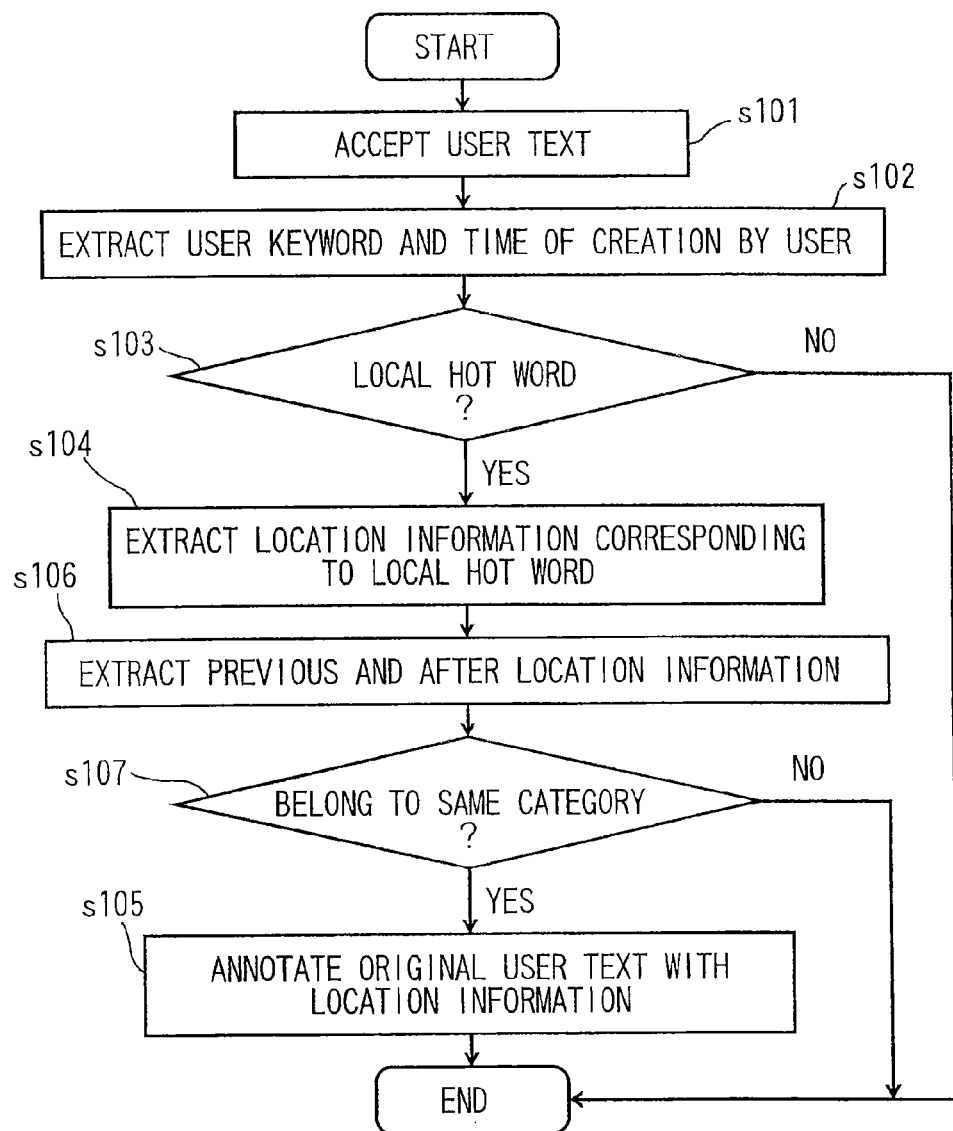 START
s101
ACCEPT USER TEXT
s102
EXTRACT USER KEYWORD AND TIME OF CREATION BY USER
s103
NO
LOCAL HOT WORD
?
s104
YES
EXTRACT LOCATION INFORMATION CORRESPONDING
TO LOCAL HOT WORD
s106
EXTRACT PREVIOUS AND AFTER LOCATION INFORMATION
s107
NO
BELONG TO SAME CATEGORY
?
s105
YES
ANNOTATE ORIGINAL USER TEXT WITH
LOCATION INFORMATION
END